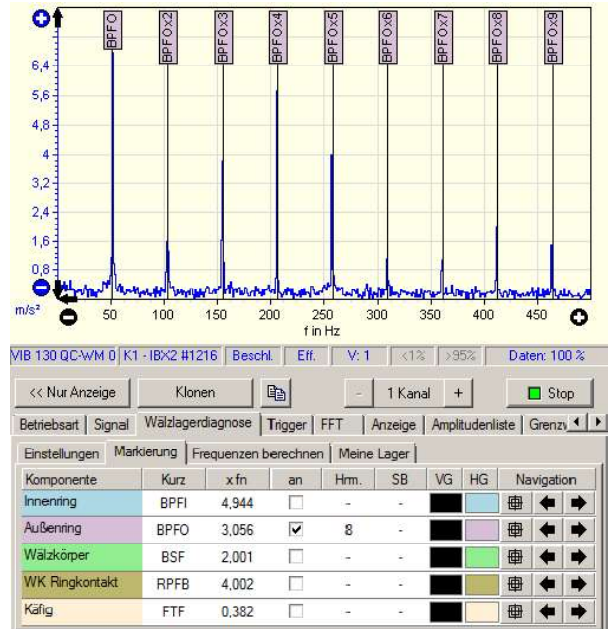 BPFO BPFOx2 BPFOx3 BPFOx4 BPFOx5 BPFOx6 BPFOx7 BPFOx8 BPFOx9
6,4
5,6
4,8
4
3,2
2,4
1,6
0,8
m/s²
50 100 150 200 250 300 350 400 450
f in Hz
VIB 130 QC-WM 0 K1 - IBX2 #1216 Beschl. Eff. V: 1 <1% >95% Daten: 100 %
<< Nur Anzeige Klonen - 1 Kanal + Stop
Betriebsart Signal Wälzlagerdiagnose Trigger FFT Anzeige Amplitudenliste Grenzv
Einstellungen Markierung Frequenzen berechnen Meine Lager
Komponente Kurz x fn an Hrm. SB VG HG Navigation
Innenring BPFI 4,944 - -
Außenring BPFO 3,056 8 -
Wälzkörper BSF 2,001 - -
WK Ringkontakt RPFB 4,002 - -
Käfig FTF 0,382 - -